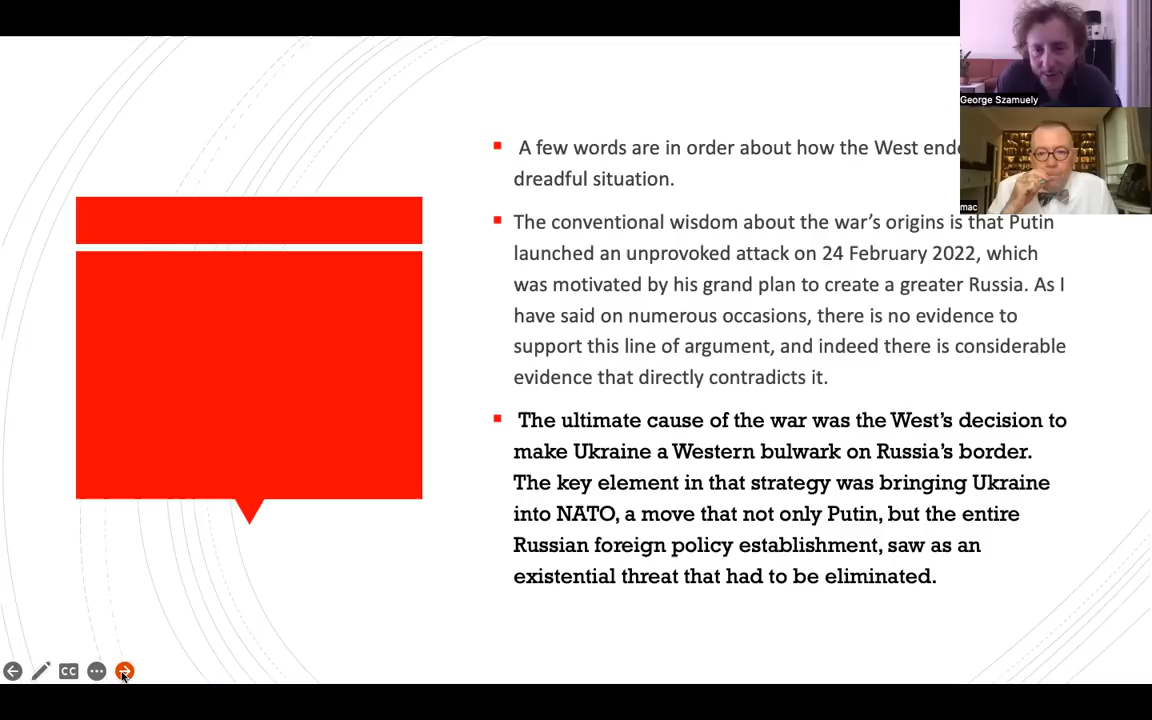 George Szamuely
mac
A few words are in order about how the West ende
dreadful situation.
The conventional wisdom about the war's origins is that Putin
launched an unprovoked attack on 24 February 2022, which
was motivated by his grand plan to create a greater Russia. As I
have said on numerous occasions, there is no evidence to
support this line of argument, and indeed there is considerable
evidence that directly contradicts it.
The ultimate cause of the war was the West's decision to
make Ukraine a Western bulwark on Russia's border.
The key element in that strategy was bringing Ukraine
into NATO, a move that not only Putin, but the entire
Russian foreign policy establishment, saw as an
existential threat that had to be eliminated.
CC